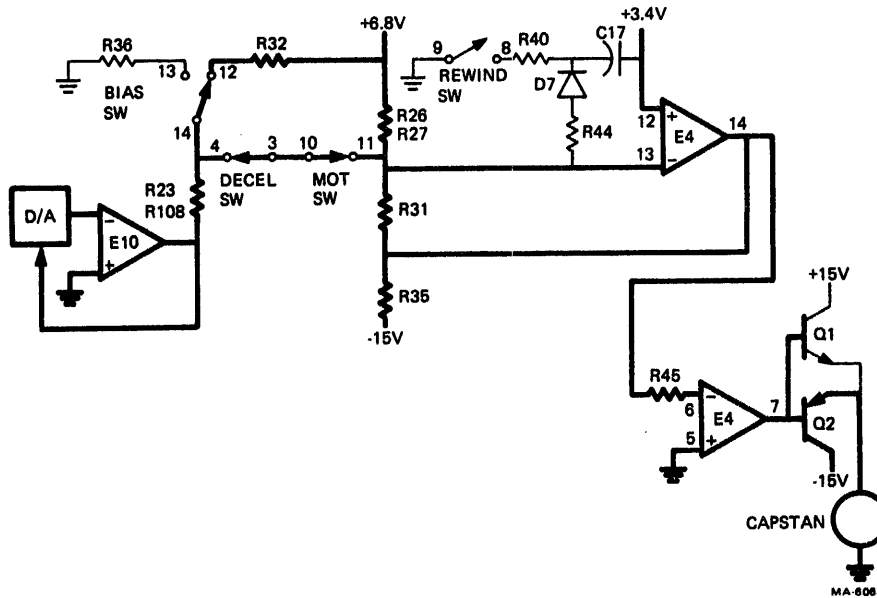 +6.8V
+3.4V
R36
13
12
R32
BIAS
SW
14
9
8
R40
C17
REWIND
SW
D7
R44
R26
R27
12
+
E4
14
13
−
4
3
10
11
DECEL
SW
MOT
SW
R23
R108
R31
D/A
−
E10
+
R35
-15V
+15V
Q1
R45
6
−
E4
7
5
+
Q2
-15V
CAPSTAN